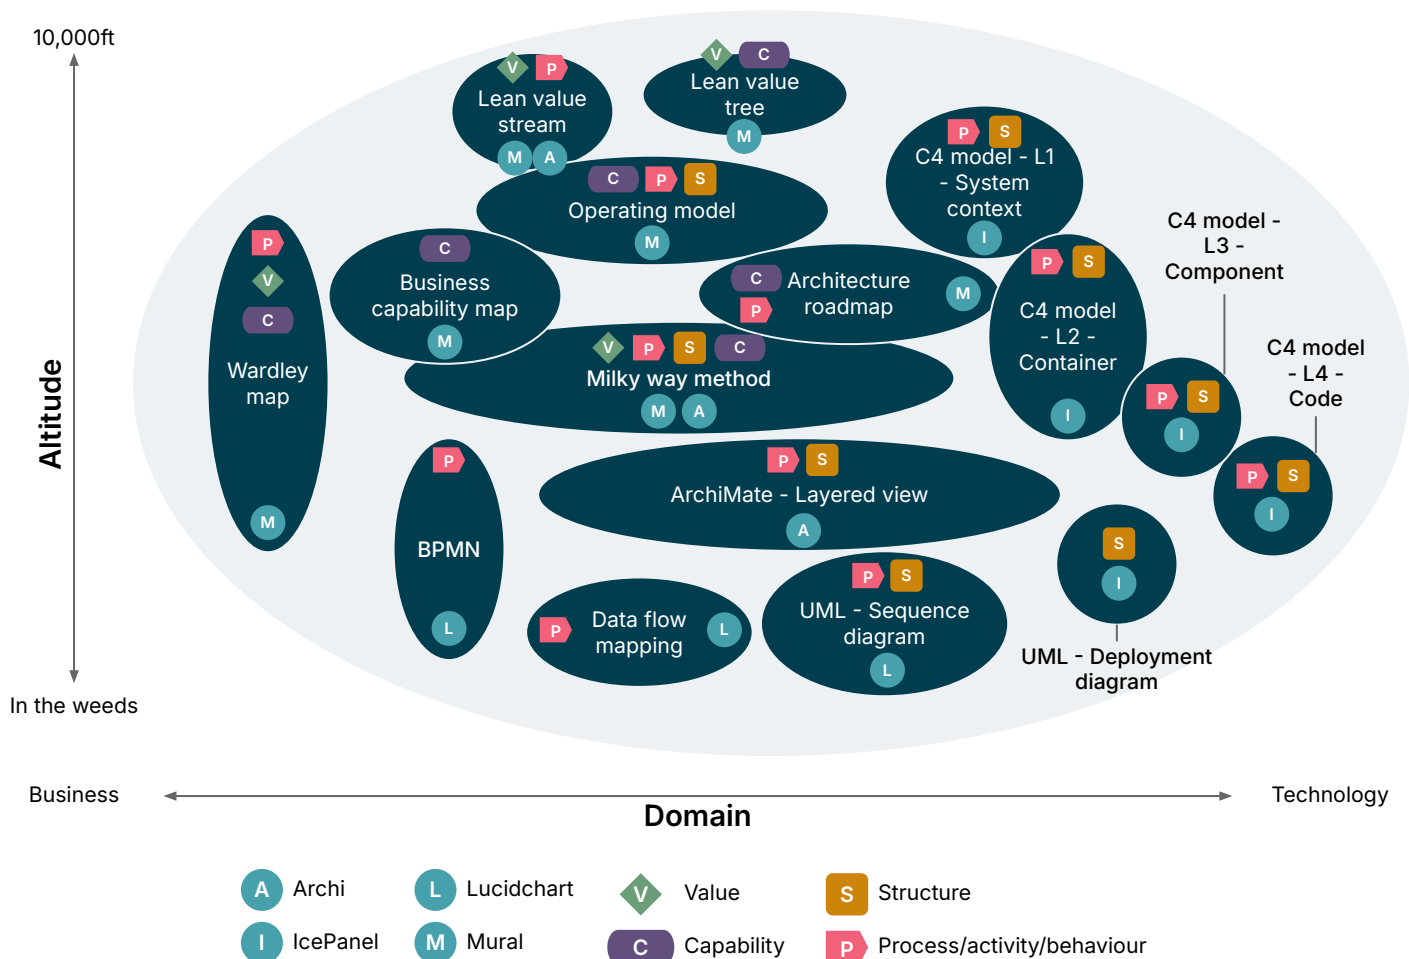 10,000ft
V P
Lean value
stream
M A
V C
Lean value
tree
M
P S
C4 model - L1
- System
context
I
C P S
Operating model
M
P
V
C
Wardley
map
M
C
Business
capability map
M
C
P
Architecture
roadmap
M
P S
C4 model
- L2 -
Container
I
C4 model -
L3 -
Component
P S
I
C4 model
- L4 -
Code
P S
I
V P S C
Milky way method
M A
P
BPMN
L
P S
ArchiMate - Layered view
A
P
Data flow
mapping
L
P S
UML - Sequence
diagram
L
S
I
UML - Deployment
diagram
Altitude
In the weeds
Business
Domain
Technology
A Archi
L Lucidchart
V Value
S Structure
I IcePanel
M Mural
C Capability
P Process/activity/behaviour